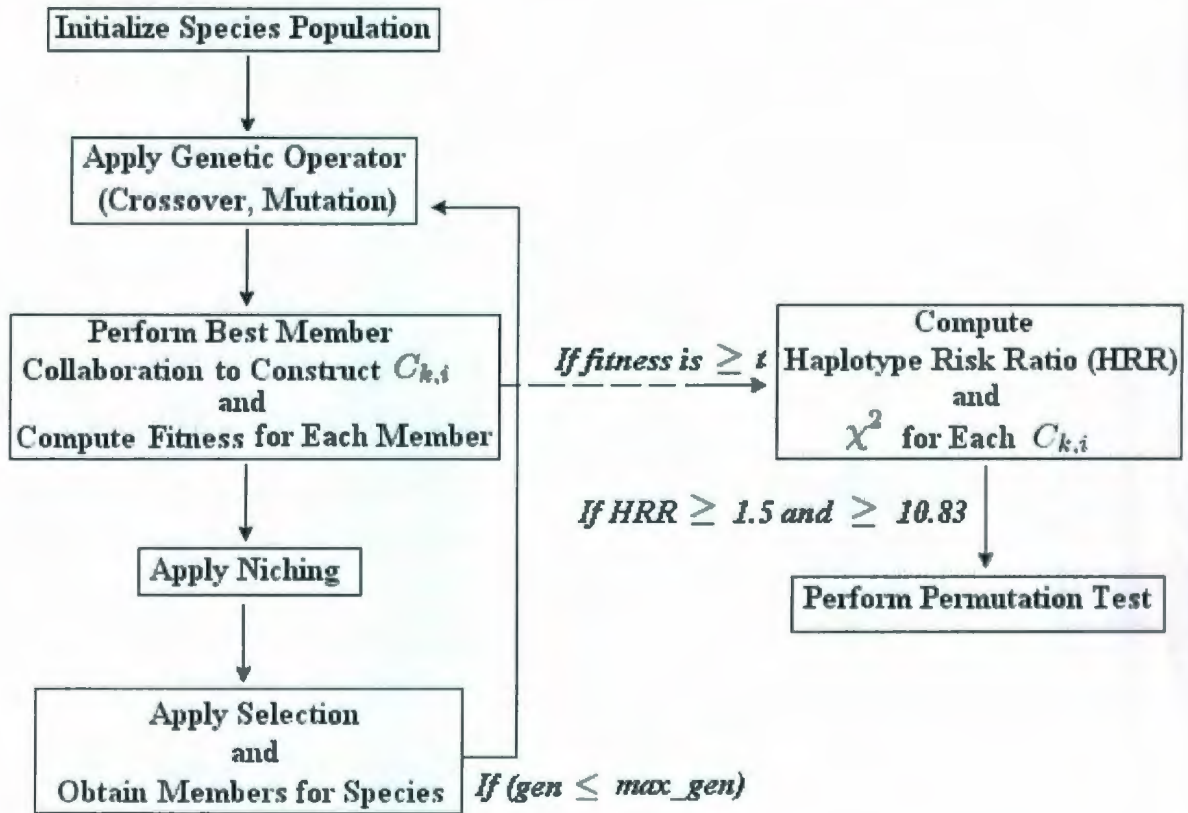 Initialize Species Population
Apply Genetic Operator
(Crossover, Mutation)
Perform Best Member
Collaboration to Construct C_{k,i}
and
Compute Fitness for Each Member
If fitness is ≥ t
Compute
Haplotype Risk Ratio (HRR)
and
χ² for Each C_{k,i}
If HRR ≥ 1.5 and ≥ 10.83
Apply Niching
Perform Permutation Test
Apply Selection
and
Obtain Members for Species
If (gen ≤ max_gen)